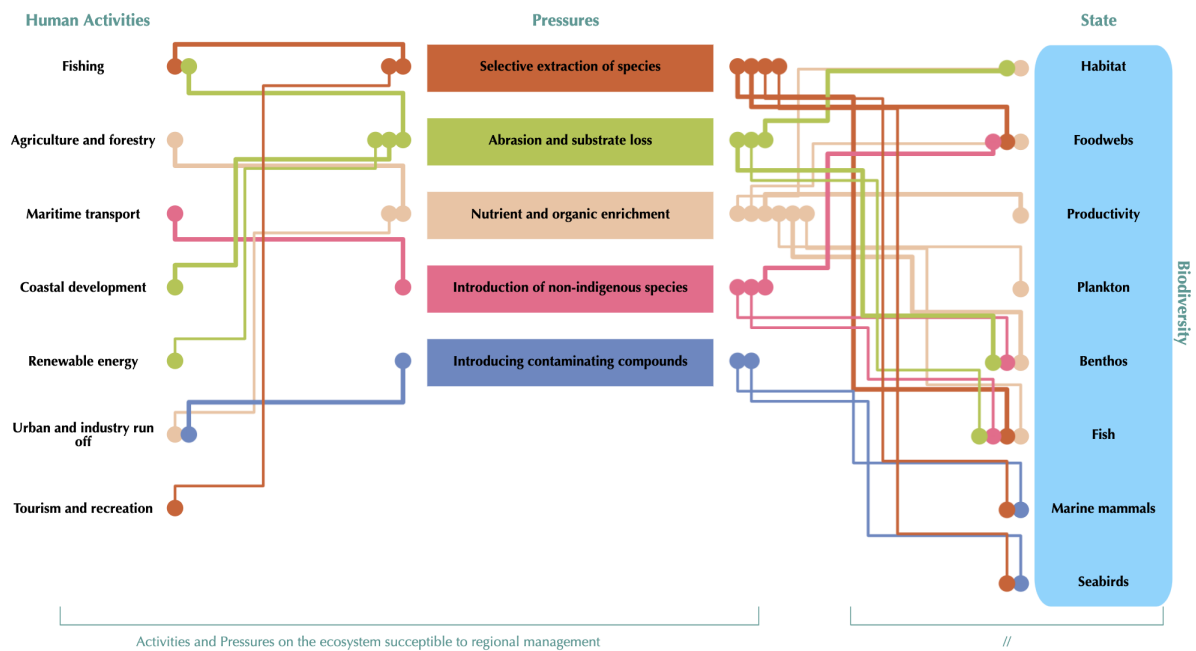 Human Activities
Pressures
State
Fishing
Selective extraction of species
Habitat
Agriculture and forestry
Abrasion and substrate loss
Foodwebs
Maritime transport
Nutrient and organic enrichment
Productivity
Coastal development
Introduction of non-indigenous species
Plankton
Biodiversity
Renewable energy
Introducing contaminating compounds
Benthos
Urban and industry run
off
Fish
Tourism and recreation
Marine mammals
Seabirds
Activities and Pressures on the ecosystem succeptible to regional management
//